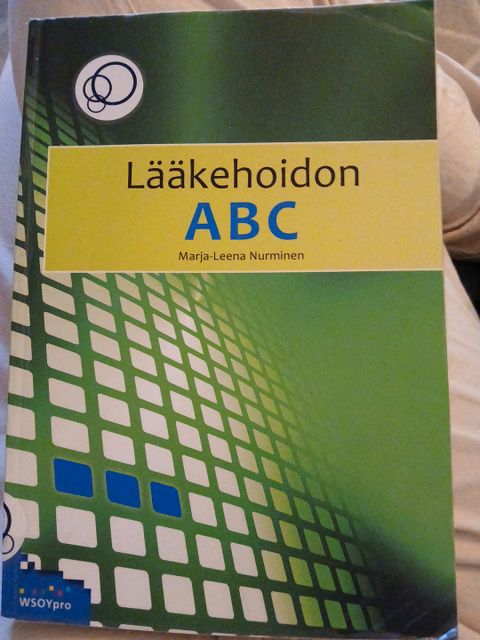 Lääkehoidon
ABC
Marja-Leena Nurminen
WSOYpro